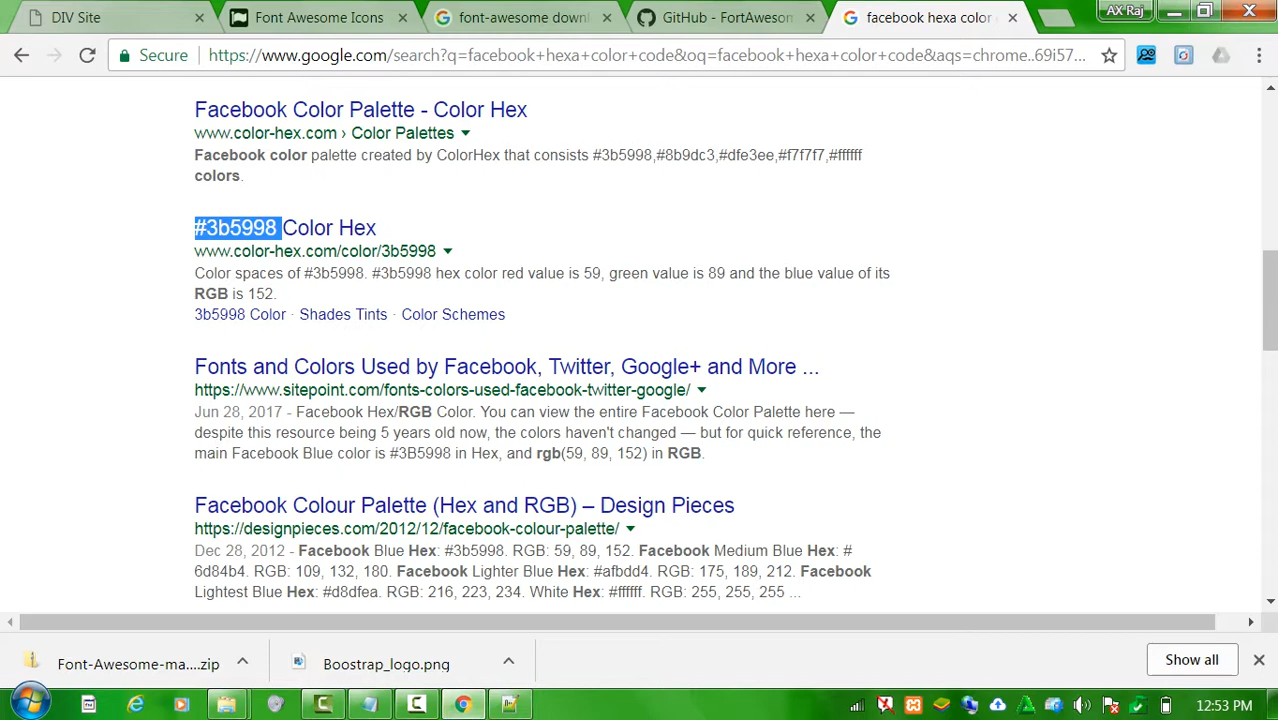 DIV Site
Font Awesome Icons
font-awesome downl
GitHub - FortAwesom
facebook hexa color
AX Raj
Secure
https://www.google.com/search?q=facebook+hexa+color+code&oq=facebook+hexa+color+code&aqs=chrome..69i57...
Facebook Color Palette - Color Hex
www.color-hex.com › Color Palettes
Facebook color palette created by ColorHex that consists #3b5998,#8b9dc3,#dfe3ee,#f7f7f7,#ffffff
colors.
#3b5998 Color Hex
www.color-hex.com/color/3b5998
Color spaces of #3b5998. #3b5998 hex color red value is 59, green value is 89 and the blue value of its
RGB is 152.
3b5998 Color · Shades Tints · Color Schemes
Fonts and Colors Used by Facebook, Twitter, Google+ and More ...
https://www.sitepoint.com/fonts-colors-used-facebook-twitter-google/
Jun 28, 2017 - Facebook Hex/RGB Color. You can view the entire Facebook Color Palette here —
despite this resource being 5 years old now, the colors haven't changed — but for quick reference, the
main Facebook Blue color is #3B5998 in Hex, and rgb(59, 89, 152) in RGB.
Facebook Colour Palette (Hex and RGB) – Design Pieces
https://designpieces.com/2012/12/facebook-colour-palette/
Dec 28, 2012 - Facebook Blue Hex: #3b5998. RGB: 59, 89, 152. Facebook Medium Blue Hex: #
6d84b4. RGB: 109, 132, 180. Facebook Lighter Blue Hex: #afbdd4. RGB: 175, 189, 212. Facebook
Lightest Blue Hex: #d8dfea. RGB: 216, 223, 234. White Hex: #ffffff. RGB: 255, 255, 255 ...
Font-Awesome-ma....zip
Boostrap_logo.png
Show all
12:53 PM